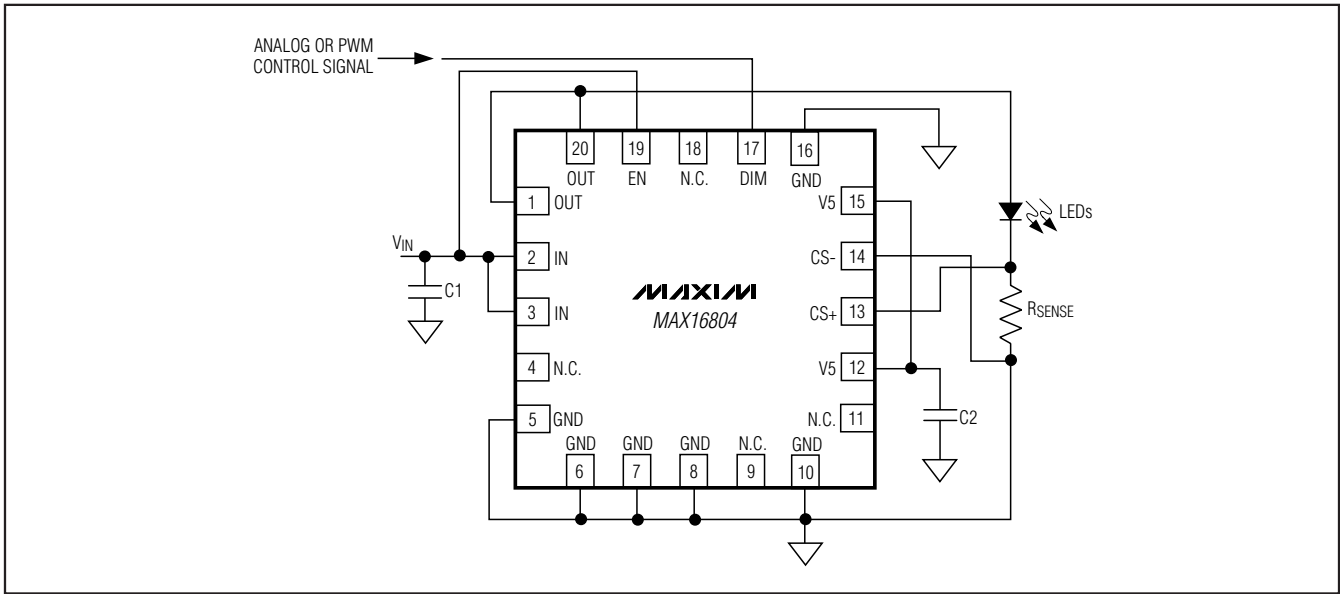 ANALOG OR PWM
CONTROL SIGNAL
20 19 18 17 16
OUT EN N.C. DIM GND
1 OUT
V5 15
LEDs
VIN
2 IN
CS- 14
C1
3 IN
MAXIM
MAX16804
CS+ 13
RSENSE
4 N.C.
V5 12
5 GND
N.C. 11
C2
GND GND GND N.C. GND
6 7 8 9 10